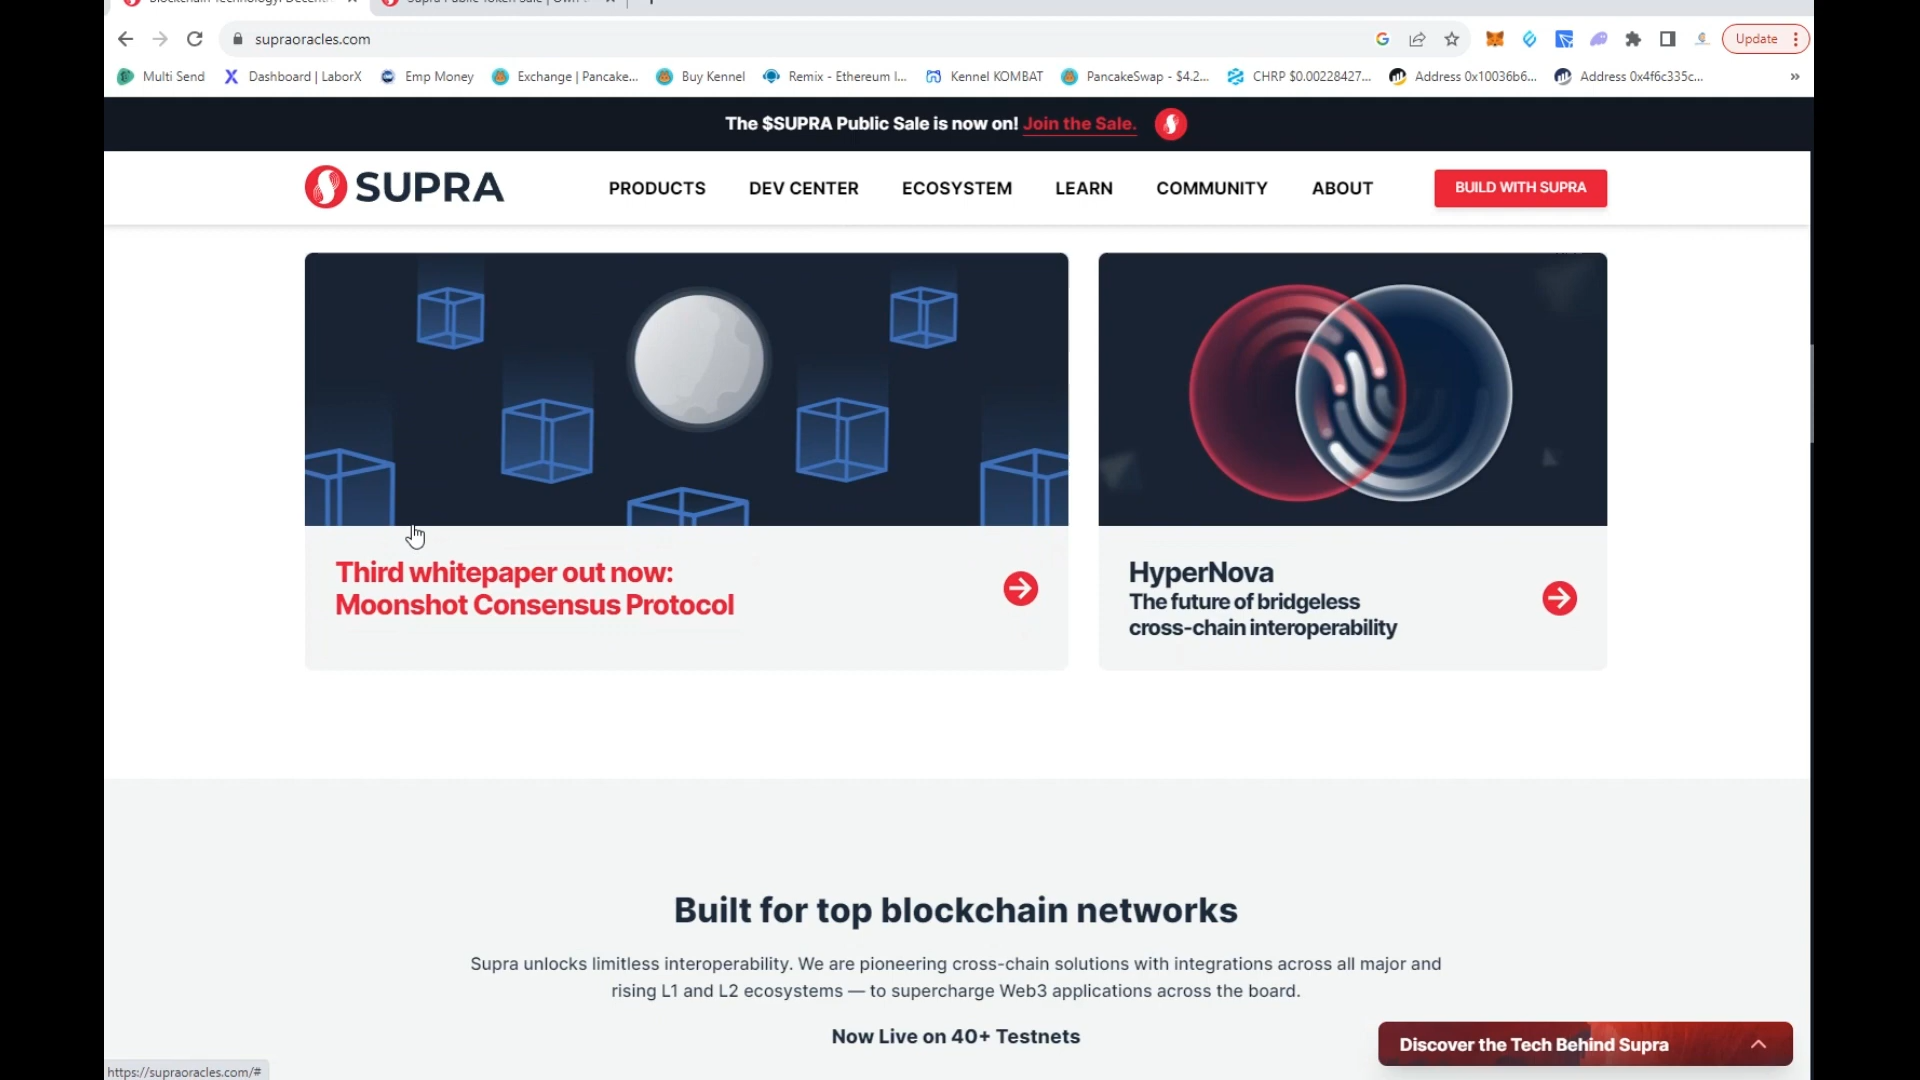 Supra Public Token Sale | Own t
supraoracles.com
Update
Multi Send
Dashboard | LaborX
Emp Money
Exchange | Pancake...
Buy Kennel
Remix - Ethereum I...
Kennel KOMBAT
PancakeSwap - $4.2...
CHRP $0.00228427...
Address 0x10036b6...
Address 0x4f6c335c...
The $SUPRA Public Sale is now on! Join the Sale.
SUPRA
PRODUCTS
DEV CENTER
ECOSYSTEM
LEARN
COMMUNITY
ABOUT
BUILD WITH SUPRA
Third whitepaper out now:
Moonshot Consensus Protocol
HyperNova
The future of bridgeless
cross-chain interoperability
Built for top blockchain networks
Supra unlocks limitless interoperability. We are pioneering cross-chain solutions with integrations across all major and
rising L1 and L2 ecosystems — to supercharge Web3 applications across the board.
Now Live on 40+ Testnets
Discover the Tech Behind Supra
https://supraoracles.com/#